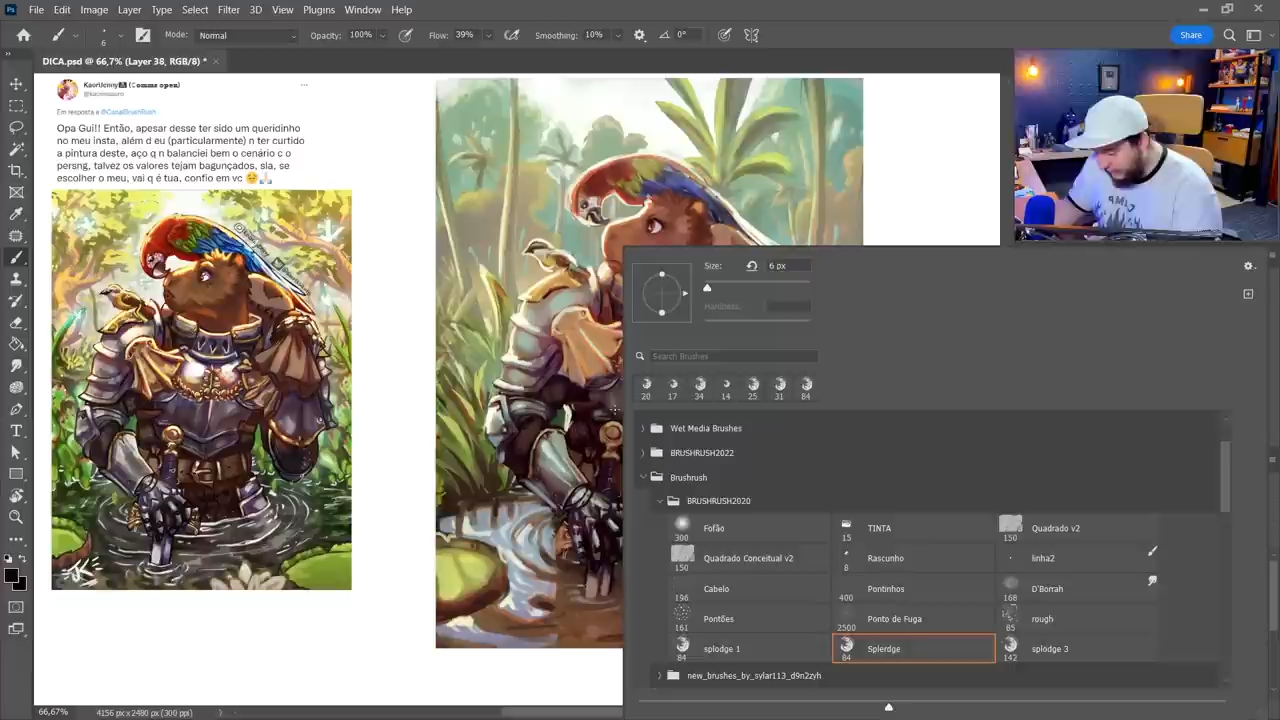 Ps File Edit Image Layer Type Select Filter 3D View Plugins Window Help
6 Mode: Normal Opacity: 100% Flow: 39% Smoothing: 10% 0° Share
DICA.psd @ 66,7% (Layer 38, RGB/8) * ×
(Comms open) ...
Em resposta a @CanalBrushRush
Opa Gui!! Então, apesar desse ter sido um queridinho
no meu insta, além d eu (particularmente) n ter curtido
a pintura deste, aço q n balanciei bem o cenário c o
persng, talvez os valores tejam bagunçados, sla, se
escolher o meu, vai q é tua, confio em vc 🥺🙏🏻
Size: 6 px
Hardness:
Search Brushes
20 17 34 14 25 31 84
Wet Media Brushes
BRUSHRUSH2022
Brushrush
BRUSHRUSH2020
Fofão TINTA Quadrado v2
300 15 150
Quadrado Conceitual v2 Rascunho linha2
150 8
Cabelo Pontinhos D'Borrah
196 400 168
Pontões Ponto de Fuga rough
161 2500 85
splodge 1 Splerdge splodge 3
84 84 142
new_brushes_by_sylar113_d9n2zyh
66,67% 4156 px x 2480 px (300 ppi)
CAMP